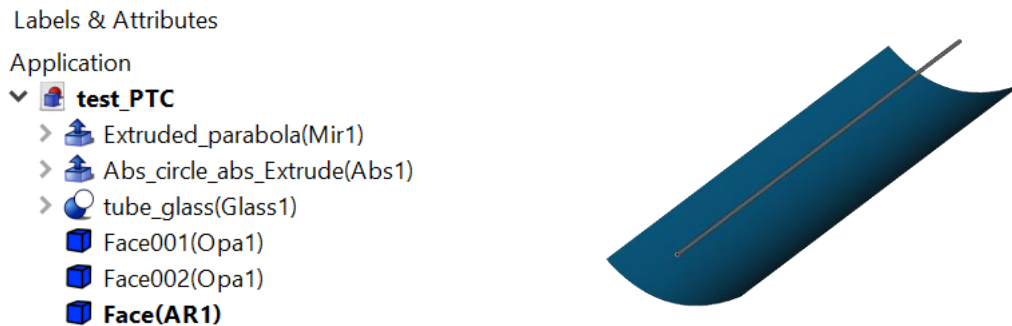 Labels & Attributes
Application
test_PTC
Extruded_parabola(Mir1)
Abs_circle_abs_Extrude(Abs1)
tube_glass(Glass1)
Face001(Opa1)
Face002(Opa1)
Face(AR1)